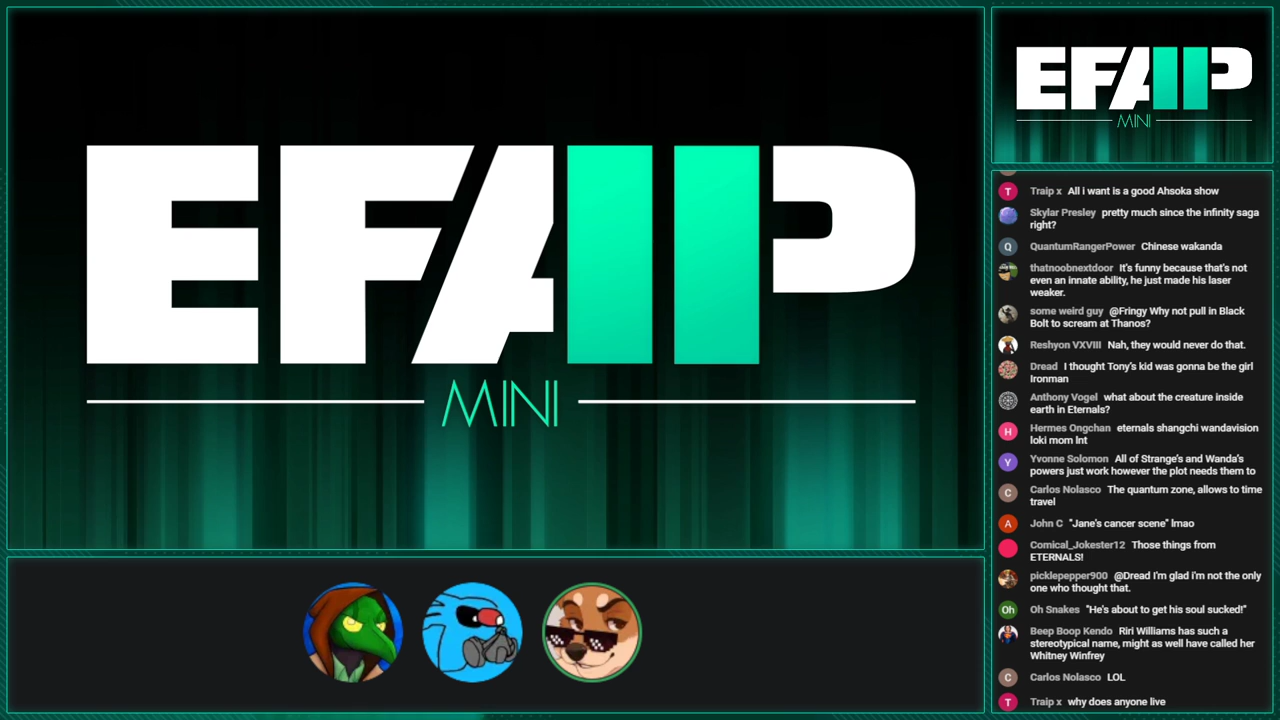 EFAP
MINI
EFAP
MINI
T Traip x All i want is a good Ahsoka show
Skylar Presley pretty much since the infinity saga
right?
Q QuantumRangerPower Chinese wakanda
thatnoobnextdoor It's funny because that's not
even an innate ability, he just made his laser
weaker.
some weird guy @Fringy Why not pull in Black
Bolt to scream at Thanos?
Reshyon VXVIII Nah, they would never do that.
Dread I thought Tony's kid was gonna be the girl
Ironman
Anthony Vogel what about the creature inside
earth in Eternals?
H Hermes Ongchan eternals shangchi wandavision
loki mom lnt
Y Yvonne Solomon All of Strange's and Wanda's
powers just work however the plot needs them to
C Carlos Nolasco The quantum zone, allows to time
travel
A John C "Jane's cancer scene" lmao
Comical_Jokester12 Those things from
ETERNALS!
picklepepper900 @Dread I'm glad i'm not the only
one who thought that.
Oh Oh Snakes "He's about to get his soul sucked!"
Beep Boop Kendo Riri Williams has such a
stereotypical name, might as well have called her
Whitney Winfrey
C Carlos Nolasco LOL
T Traip x why does anyone live